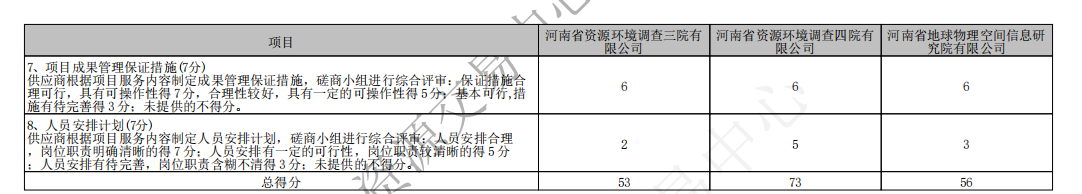 项目
河南省资源环境调查三院有
限公司
河南省资源环境调查四院有
限公司
河南省地球物理空间信息研
究院有限公司
7、项目成果管理保证措施(7分)
供应商根据项目服务内容制定成果管理保证措施，磋商小组进行综合评审：保证措施合
理可行，具有可操作性得7分，合理性较好，具有一定的可操作性得5分；基本可行,措
施有待完善得3分；未提供的不得分。
6
6
6
8、人员安排计划(7分)
供应商根据项目服务内容制定人员安排计划，磋商小组进行综合评审：人员安排合理
，岗位职责明确清晰的得7分；人员安排有一定的可行性，岗位职责较清晰的得5分
；人员安排有待完善，岗位职责含糊不清得3分；未提供的不得分。
2
5
3
总得分
53
73
56
资源交易中心
易中心